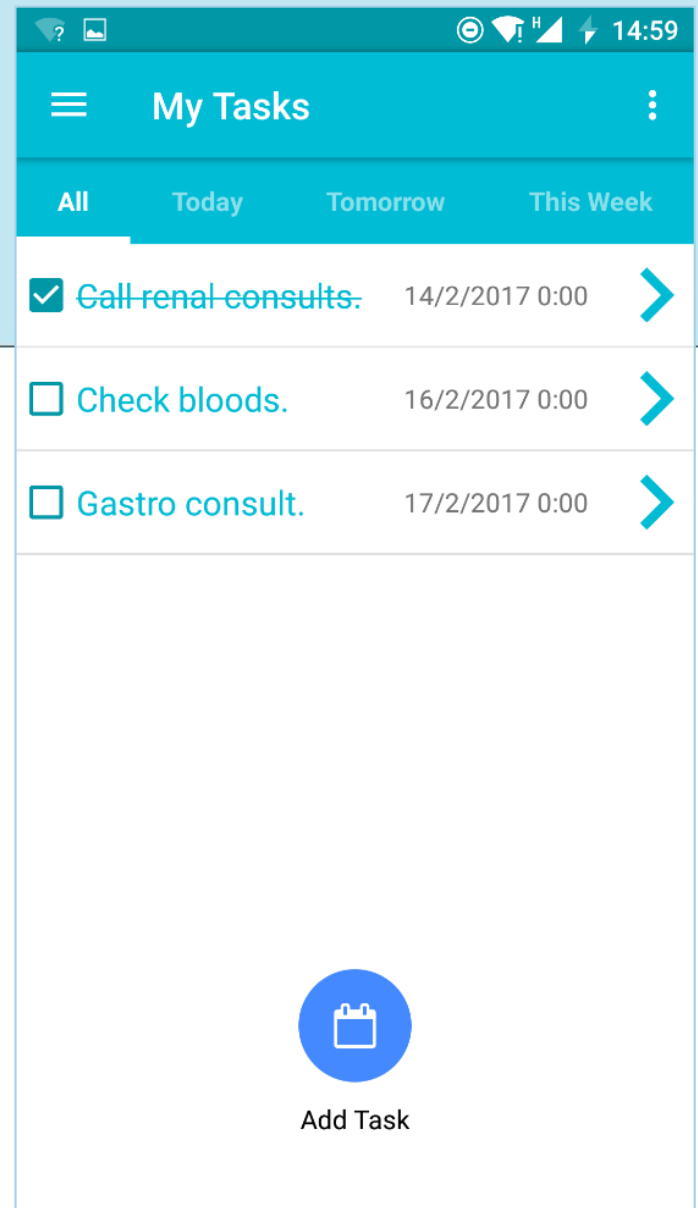 ? ! H 14:59
My Tasks
All Today Tomorrow This Week
Call renal consults. 14/2/2017 0:00
Check bloods. 16/2/2017 0:00
Gastro consult. 17/2/2017 0:00
Add Task